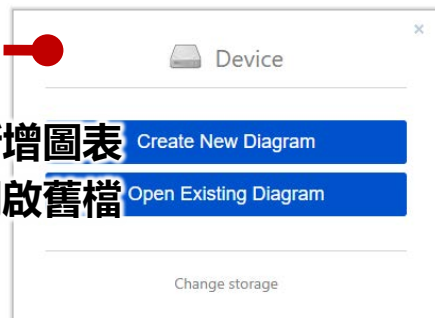 Device
增圖表 Create New Diagram
啟舊檔 Open Existing Diagram
Change storage